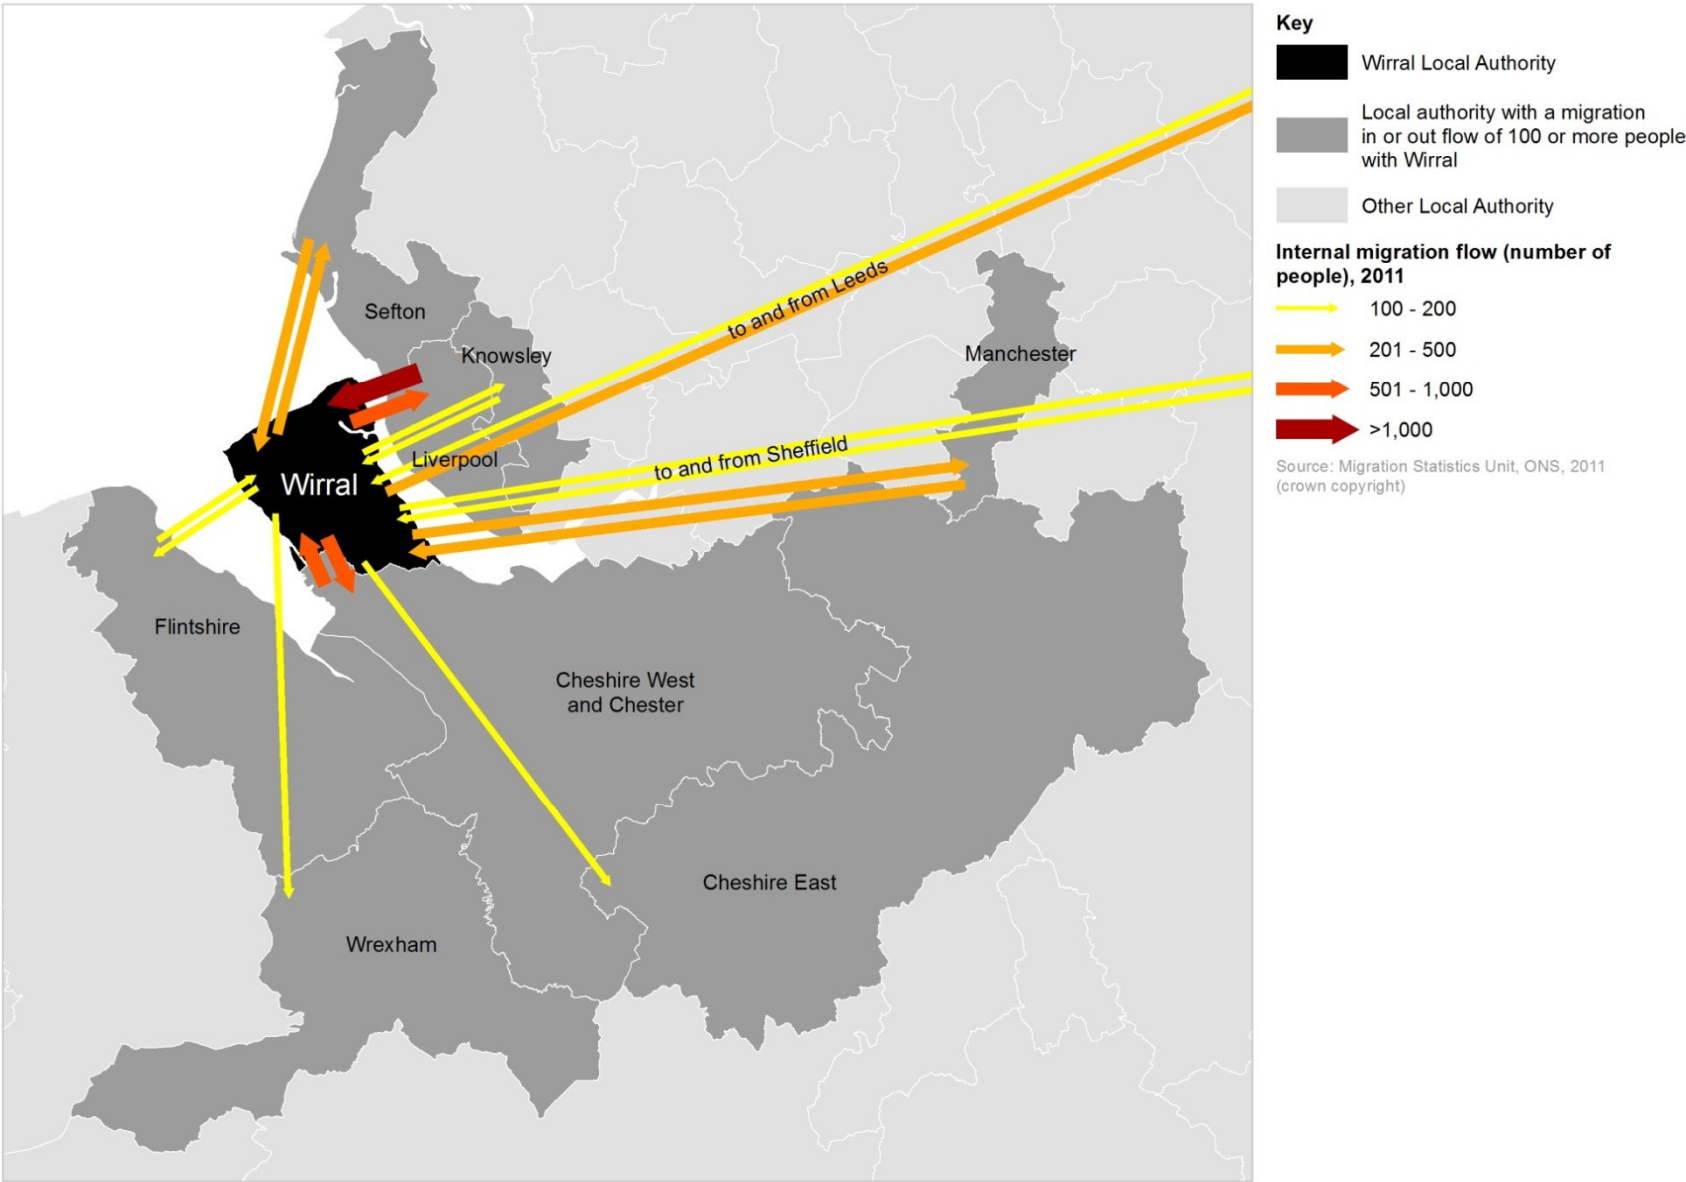 to and from Leeds
Sefton
Knowsley
Manchester
to and from Sheffield
Liverpool
Wirral
Flintshire
Cheshire West
and Chester
Cheshire East
Wrexham
Key
Wirral Local Authority
Local authority with a migration
in or out flow of 100 or more people
with Wirral
Other Local Authority
Internal migration flow (number of
people), 2011
100 - 200
201 - 500
501 - 1,000
>1,000
Source: Migration Statistics Unit, ONS, 2011
(crown copyright)